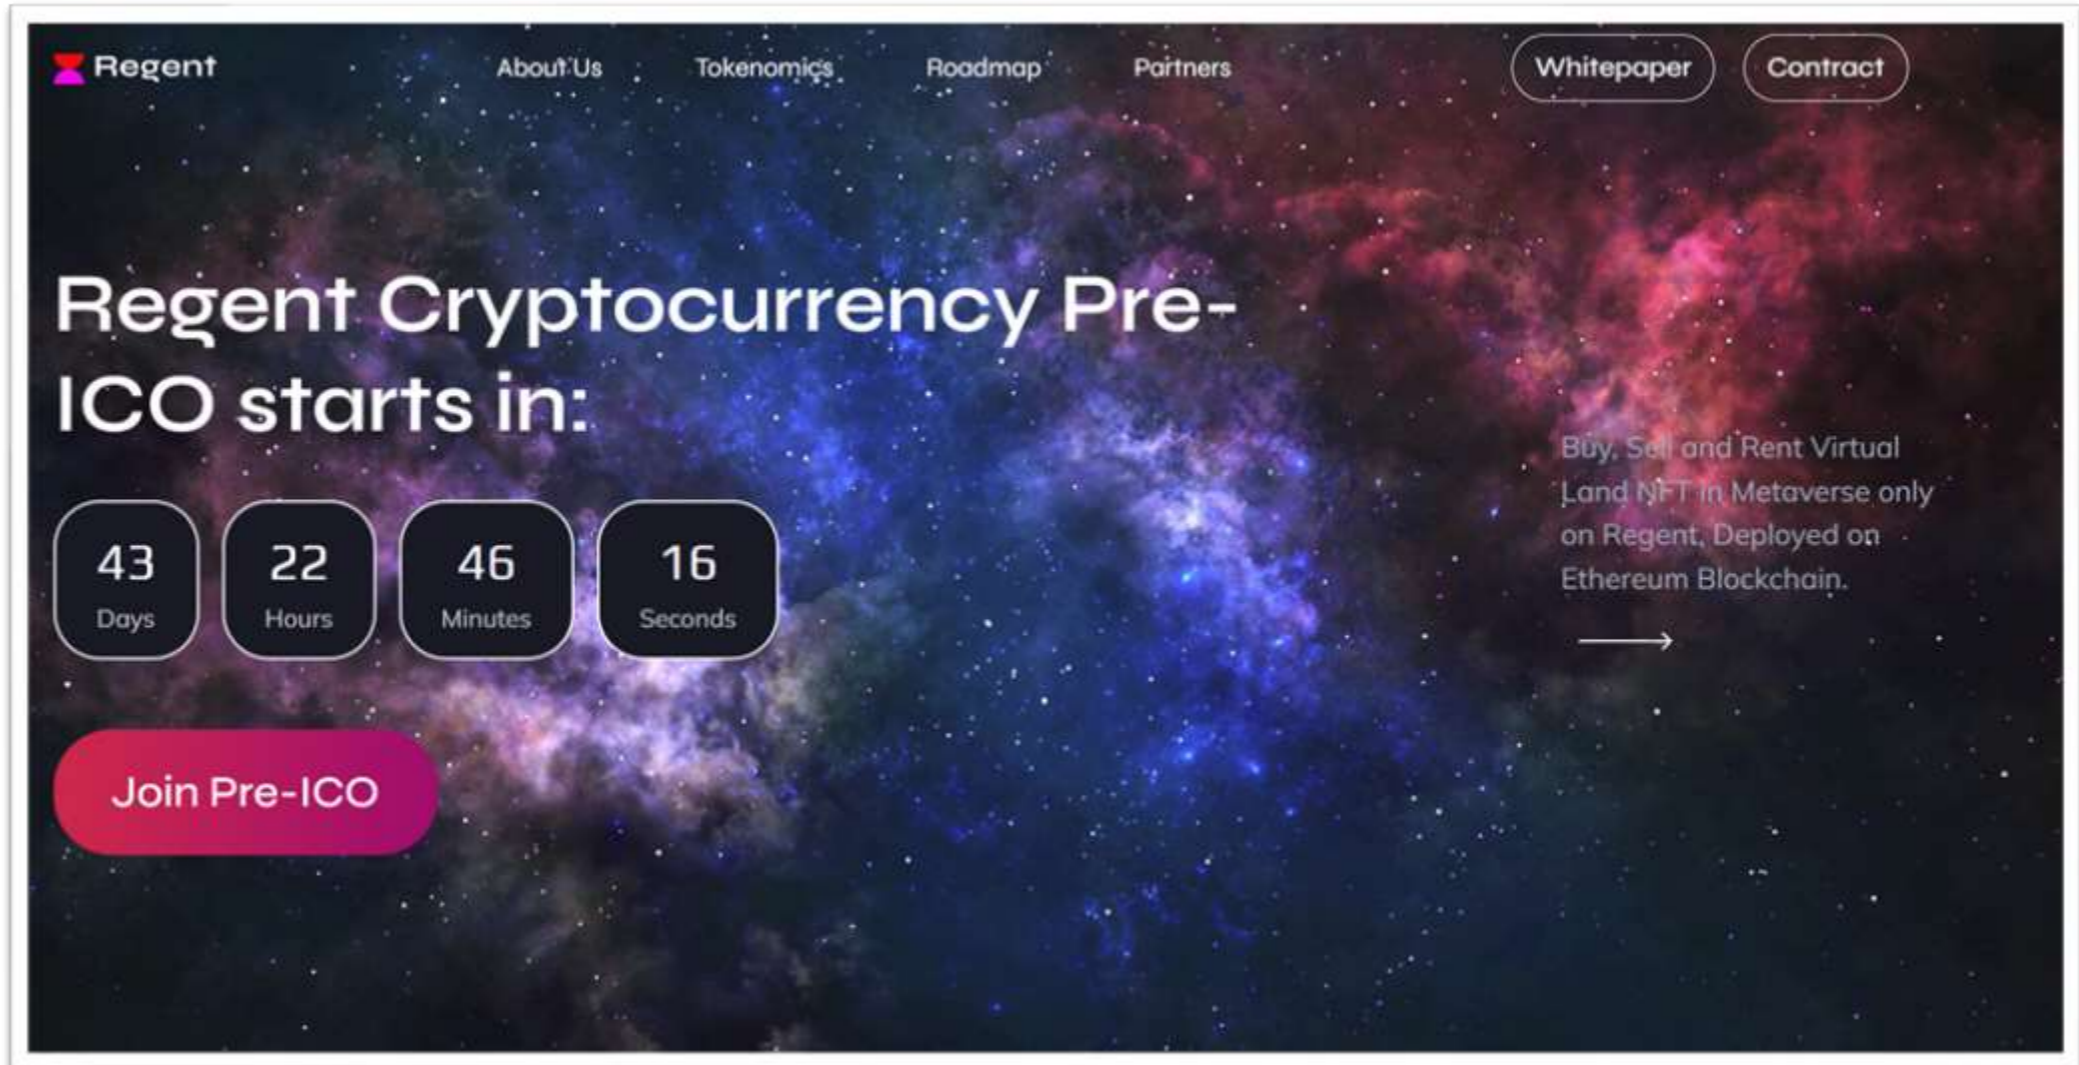 Regent
About Us
Tokenomics
Roadmap
Partners
Whitepaper
Contract
Regent Cryptocurrency Pre-
ICO starts in:
43
Days
22
Hours
46
Minutes
16
Seconds
Join Pre-ICO
Buy, Sell and Rent Virtual
Land NFT in Metaverse only
on Regent, Deployed on
Ethereum Blockchain.